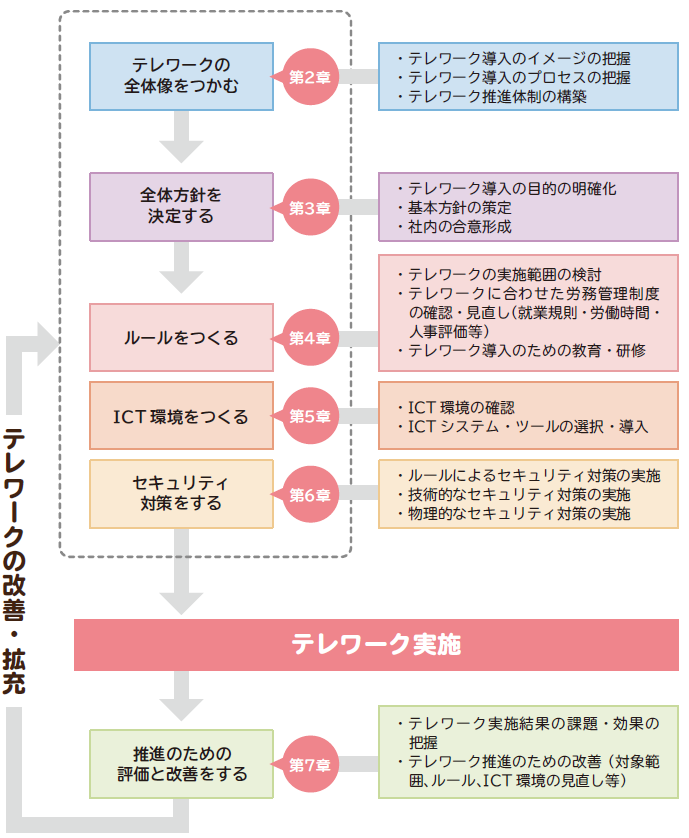 テレワークの
全体像をつかむ
第2章
・テレワーク導入のイメージの把握
・テレワーク導入のプロセスの把握
・テレワーク推進体制の構築
全体方針を
決定する
第3章
・テレワーク導入の目的の明確化
・基本方針の策定
・社内の合意形成
ルールをつくる
第4章
・テレワークの実施範囲の検討
・テレワークに合わせた労務管理制度
の確認・見直し(就業規則・労働時間・
人事評価等)
・テレワーク導入のための教育・研修
ICT環境をつくる
第5章
・ICT環境の確認
・ICTシステム・ツールの選択・導入
セキュリティ
対策をする
第6章
・ルールによるセキュリティ対策の実施
・技術的なセキュリティ対策の実施
・物理的なセキュリティ対策の実施
テレワーク実施
推進のための
評価と改善をする
第7章
・テレワーク実施結果の課題・効果の
把握
・テレワーク推進のための改善（対象範
囲、ルール、ICT環境の見直し等）
テレワークの改善・拡充